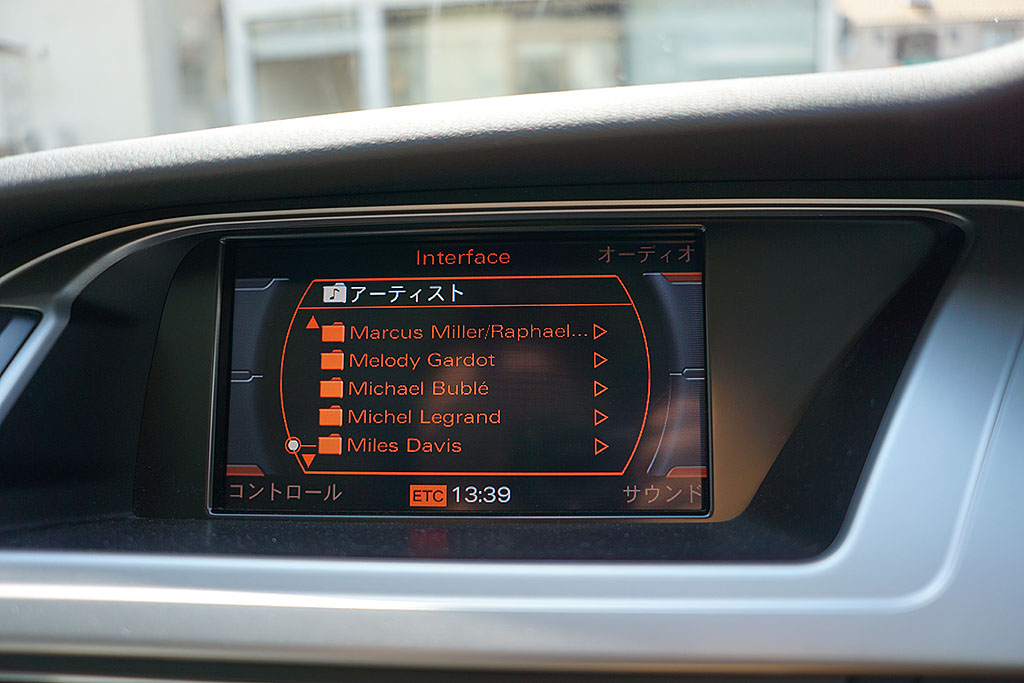 Interface
オーディオ
アーティスト
Marcus Miller/Raphael...
Melody Gardot
Michael Bublé
Michel Legrand
Miles Davis
コントロール
ETC 13:39
サウンド